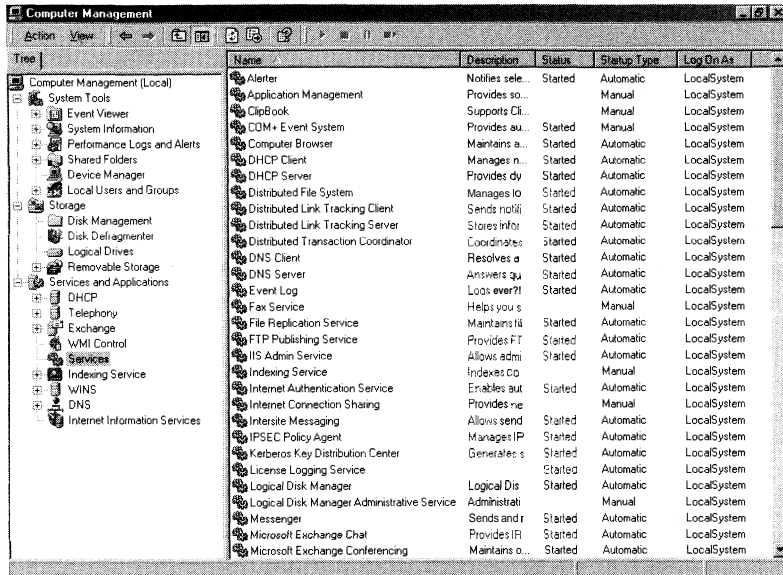 Computer Management
Action View
Tree
Computer Management (Local)
System Tools
Event Viewer
System Information
Performance Logs and Alerts
Shared Folders
Device Manager
Local Users and Groups
Storage
Disk Management
Disk Defragmenter
Logical Drives
Removable Storage
Services and Applications
DHCP
Telephony
Exchange
WMI Control
Services
Indexing Service
WINS
DNS
Internet Information Services
Name Description Status Startup Type Log On As
Alerter Notifies sele... Started Automatic LocalSystem
Application Management Provides so... Manual LocalSystem
ClipBook Supports Cli... Manual LocalSystem
COM+ Event System Provides au... Started Manual LocalSystem
Computer Browser Maintains a... Started Automatic LocalSystem
DHCP Client Manages n... Started Automatic LocalSystem
DHCP Server Provides dy Started Automatic LocalSystem
Distributed File System Manages lo Started Automatic LocalSystem
Distributed Link Tracking Client Sends notifi Started Automatic LocalSystem
Distributed Link Tracking Server Stores infor Started Automatic LocalSystem
Distributed Transaction Coordinator Coordinates Started Automatic LocalSystem
DNS Client Resolves a Started Automatic LocalSystem
DNS Server Answers qu Started Automatic LocalSystem
Event Log Logs ever?! Started Automatic LocalSystem
Fax Service Helps you s Manual LocalSystem
File Replication Service Maintains fil Started Automatic LocalSystem
FTP Publishing Service Provides FT Started Automatic LocalSystem
IIS Admin Service Allows admi Started Automatic LocalSystem
Indexing Service Indexes co Manual LocalSystem
Internet Authentication Service Enables aut Started Automatic LocalSystem
Internet Connection Sharing Provides ne Manual LocalSystem
Intersite Messaging Allows send Started Automatic LocalSystem
IPSEC Policy Agent Manages IP Started Automatic LocalSystem
Kerberos Key Distribution Center Generates s Started Automatic LocalSystem
License Logging Service Started Automatic LocalSystem
Logical Disk Manager Logical Dis Started Automatic LocalSystem
Logical Disk Manager Administrative Service Administrati Manual LocalSystem
Messenger Sends and r Started Automatic LocalSystem
Microsoft Exchange Chat Provides IR Started Automatic LocalSystem
Microsoft Exchange Conferencing Maintains o... Started Automatic LocalSystem